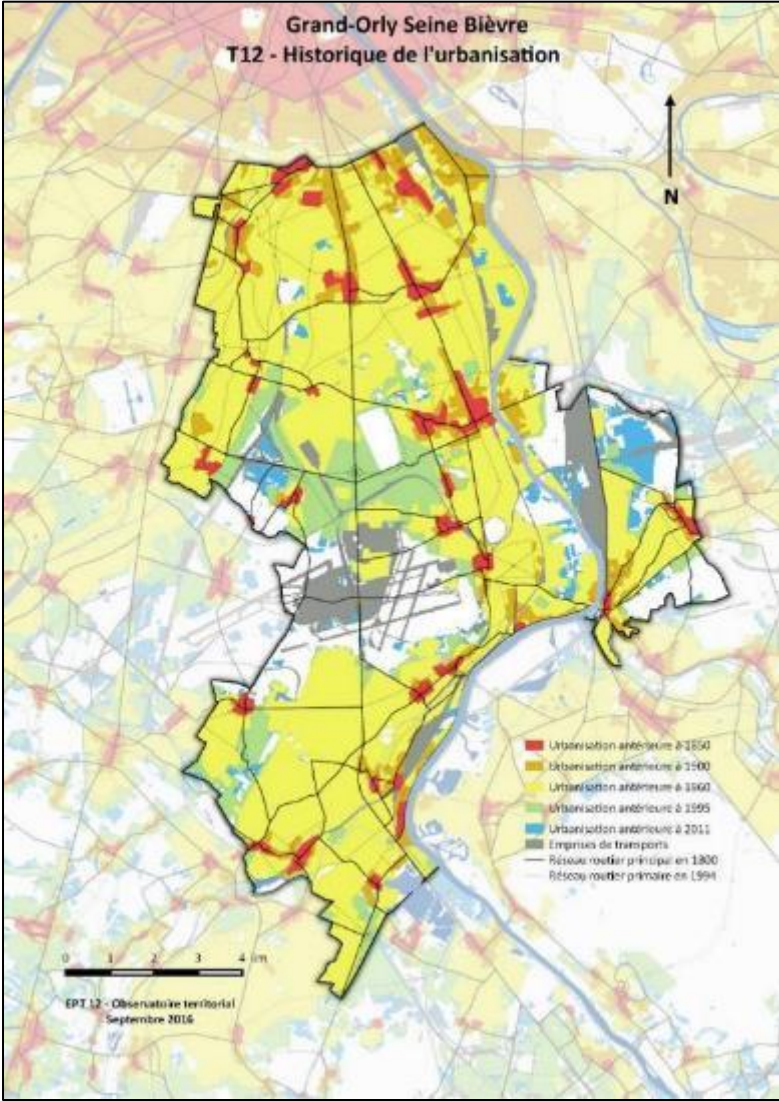 Grand-Orly Seine Bièvre
T12 - Historique de l'urbanisation
N
Urbanisation antérieure à 1850
Urbanisation antérieure à 1900
Urbanisation antérieure à 1960
Urbanisation antérieure à 1995
Urbanisation antérieure à 2011
Emprises de transports
Réseau routier principal en 1800
Réseau routier primaire en 1994
0 1 2 3 4 km
EPT 12 - Observatoire territorial
Septembre 2016